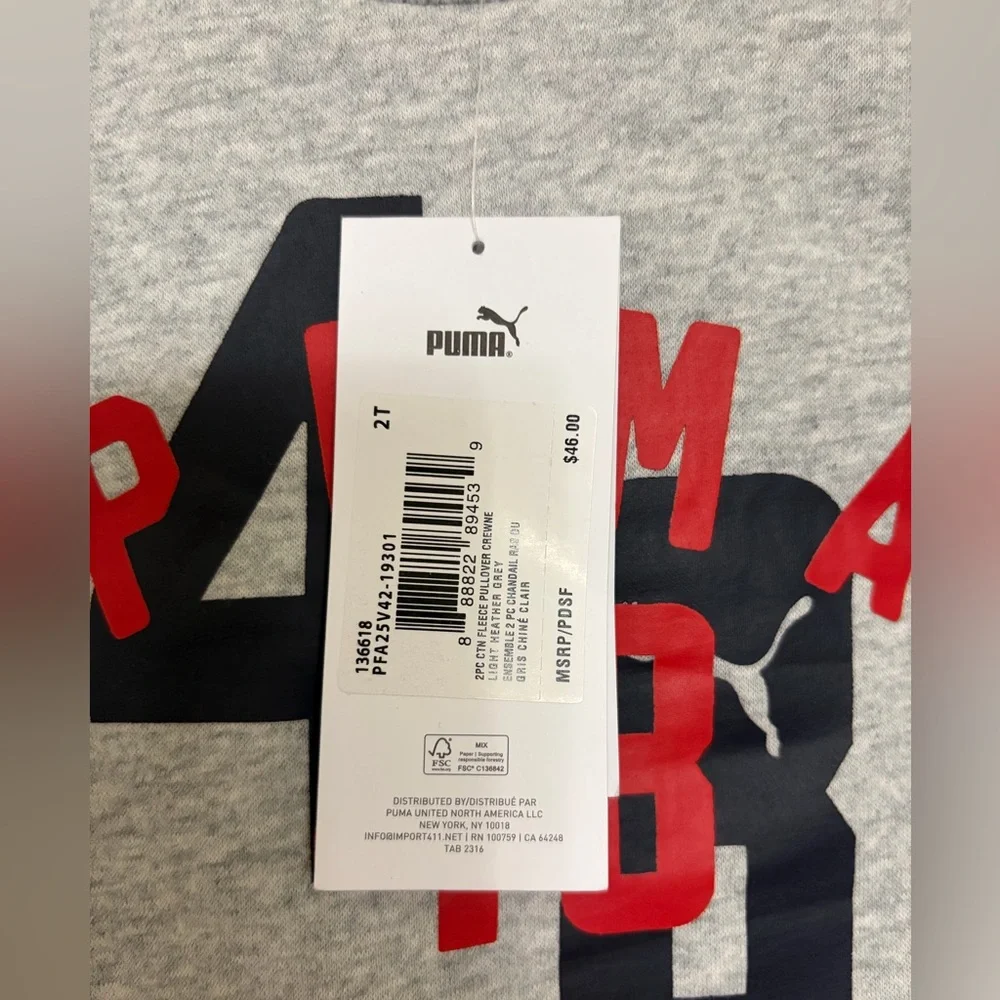 PUMA
48
PUMA®
2T
$46.00
8 88822 89453 9
136618
PFA25V42-19301
2PC CTN FLEECE PULLOVER CREWNE
LIGHT HEATHER GREY
ENSEMBLE 2 PC CHANDAIL RAZ DU
GRIS CHINÉ CLAIR
MSRP/PDSF
FSC
MIX
Paper | Supporting
responsible forestry
FSC® C136842
DISTRIBUTED BY/DISTRIBUÉ PAR
PUMA UNITED NORTH AMERICA LLC
NEW YORK, NY 10018
INFO@IMPORT411.NET | RN 100759 | CA 64248
TAB 2316